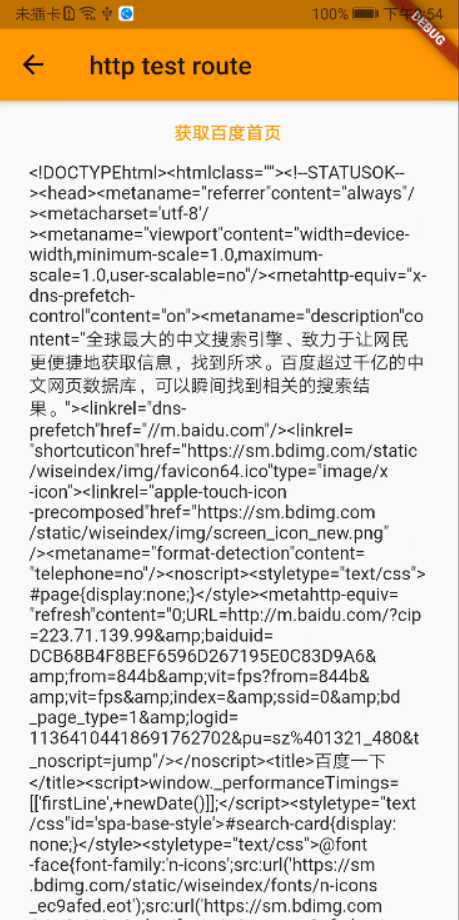 未插卡 100% 下午 :54
DEBUG
http test route
获取百度首页
<!DOCTYPEhtml><htmlclass=""><!--STATUSOK--
><head><metaname="referrer"content="always"/
><metacharset='utf-8'/
><metaname="viewport"content="width=device-
width,minimum-scale=1.0,maximum-
scale=1.0,user-scalable=no"/><metahttp-equiv="x-
dns-prefetch-
control"content="on"><metaname="description"co
ntent="全球最大的中文搜索引擎、致力于让网民
更便捷地获取信息，找到所求。百度超过千亿的中
文网页数据库，可以瞬间找到相关的搜索结
果。"><linkrel="dns-
prefetch"href="//m.baidu.com"/><linkrel=
"shortcuticon"href="https://sm.bdimg.com/static
/wiseindex/img/favicon64.ico"type="image/x
-icon"><linkrel="apple-touch-icon
-precomposed"href="https://sm.bdimg.com
/static/wiseindex/img/screen_icon_new.png"
/><metaname="format-detection"content=
"telephone=no"/><noscript><styletype="text/css">
#page{display:none;}</style><metahttp-equiv=
"refresh"content="0;URL=http://m.baidu.com/?cip
=223.71.139.99&amp;baiduid=
DCB68B4F8BEF6596D267195E0C83D9A6&
amp;from=844b&amp;vit=fps?from=844b&
amp;vit=fps&amp;index=&amp;ssid=0&amp;bd
_page_type=1&amp;logid=
11364104418691762702&pu=sz%401321_480&t
_noscript=jump"/></noscript><title>百度一下
</title><script>window._performanceTimings=
[['firstLine',+newDate()]];</script><styletype="text
/css"id='spa-base-style'>#search-card{display:
none;}</style><styletype="text/css">@font
-face{font-family:'n-icons';src:url('https://sm
.bdimg.com/static/wiseindex/fonts/n-icons
_ec9afed.eot');src:url('https://sm.bdimg.com